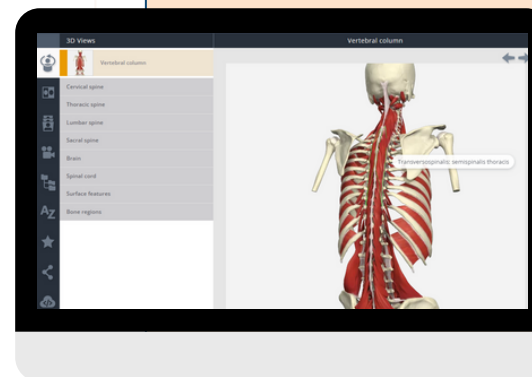 3D Views
Vertebral column
Vertebral column
Cervical spine
Thoracic spine
Lumbar spine
Sacral spine
Brain
Spinal cord
Surface features
Bone regions
AZ
Transversospinalis: semispinalis thoracis